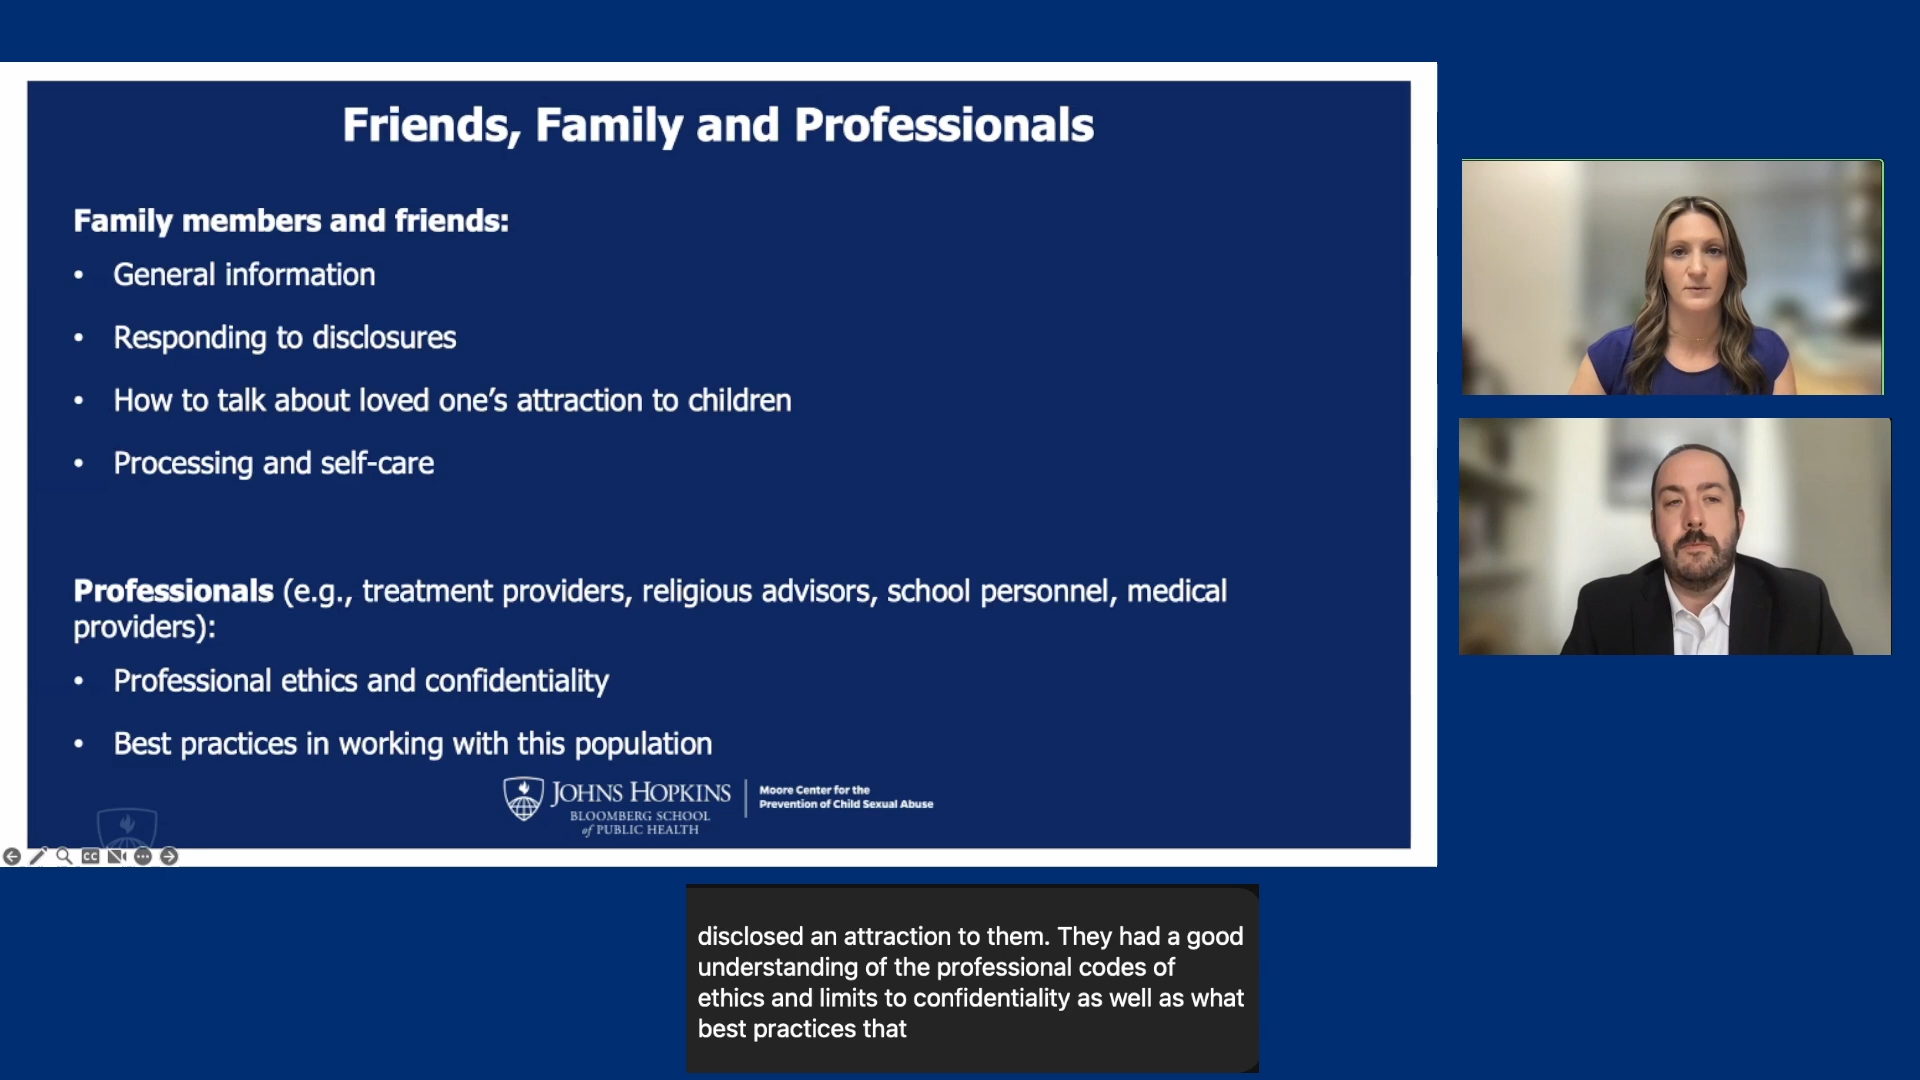 Friends, Family and Professionals
Family members and friends:
• General information
• Responding to disclosures
• How to talk about loved one’s attraction to children
• Processing and self-care
Professionals (e.g., treatment providers, religious advisors, school personnel, medical
providers):
• Professional ethics and confidentiality
• Best practices in working with this population
JOHNS HOPKINS
BLOOMBERG SCHOOL
of PUBLIC HEALTH
Moore Center for the
Prevention of Child Sexual Abuse
CC
disclosed an attraction to them. They had a good
understanding of the professional codes of
ethics and limits to confidentiality as well as what
best practices that